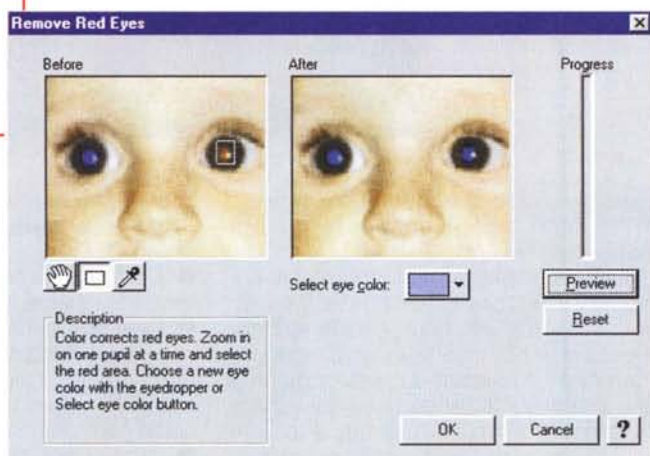 Remove Red Eyes
Before
After
Progress
Select eye color:
Preview
Reset
Description
Color corrects red eyes. Zoom in
on one pupil at a time and select
the red area. Choose a new eye
color with the eyedropper or
Select eye color button.
OK
Cancel
?